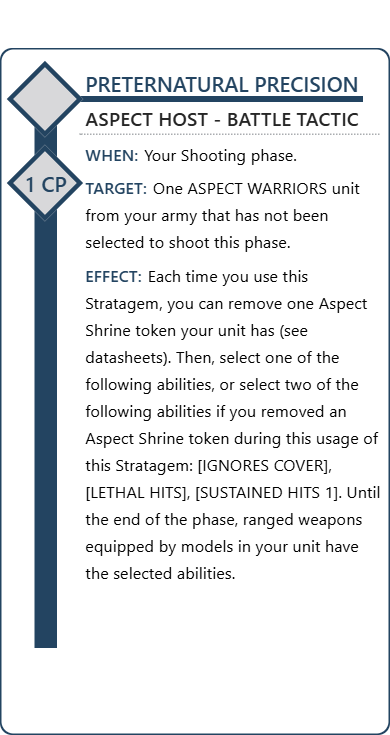 PRETERNATURAL PRECISION
ASPECT HOST - BATTLE TACTIC
WHEN: Your Shooting phase.
1 CP
TARGET: One ASPECT WARRIORS unit
from your army that has not been
selected to shoot this phase.
EFFECT: Each time you use this
Stratagem, you can remove one Aspect
Shrine token your unit has (see
datasheets). Then, select one of the
following abilities, or select two of the
following abilities if you removed an
Aspect Shrine token during this usage of
this Stratagem: [IGNORES COVER],
[LETHAL HITS], [SUSTAINED HITS 1]. Until
the end of the phase, ranged weapons
equipped by models in your unit have
the selected abilities.